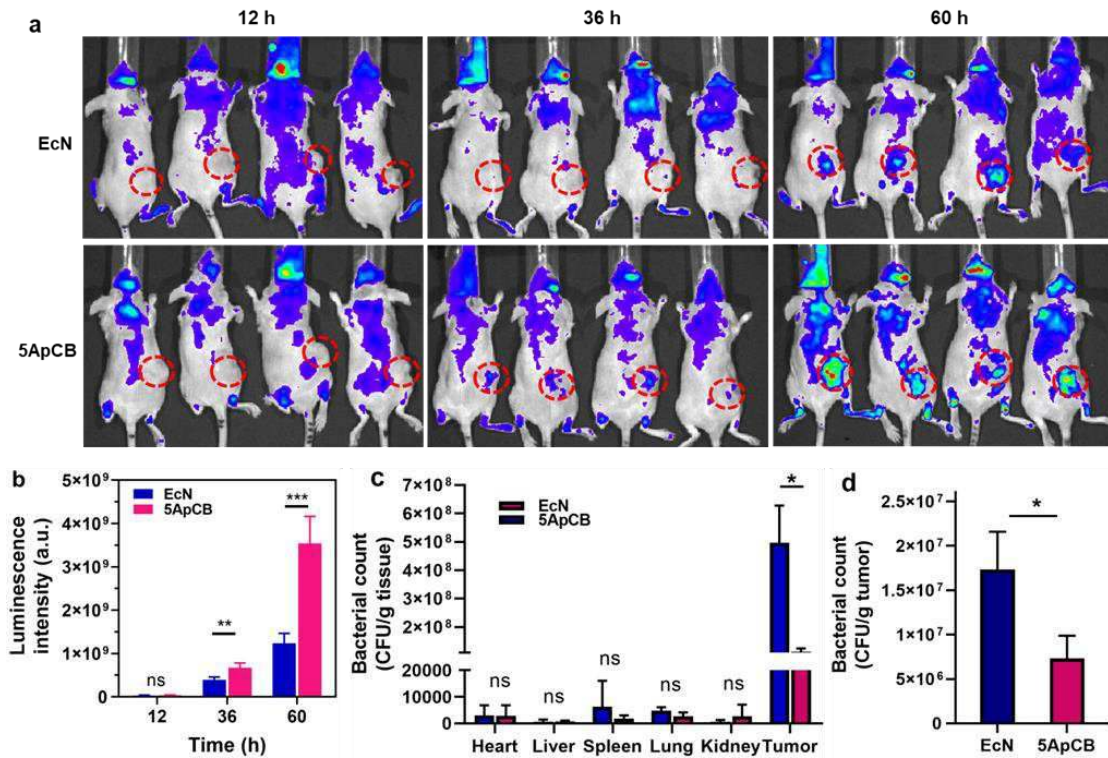 12 h 36 h 60 h
a
EcN
5ApCB
b
Luminescence
intensity (a.u.)
5×10⁹
4×10⁹
3×10⁹
2×10⁹
1×10⁹
0
EcN
5ApCB
ns
**
***
12 36 60
Time (h)
c
Bacterial count
(CFU/g tissue)
8×10⁸
7×10⁸
6×10⁸
5×10⁸
4×10⁸
3×10⁸
2×10⁸
20000
10000
0
EcN
5ApCB
ns ns ns ns ns *
Heart Liver Spleen Lung Kidney Tumor
d
Bacterial count
(CFU/g tumor)
2.5×10⁷
2×10⁷
1.5×10⁷
1×10⁷
5×10⁶
0
*
EcN 5ApCB